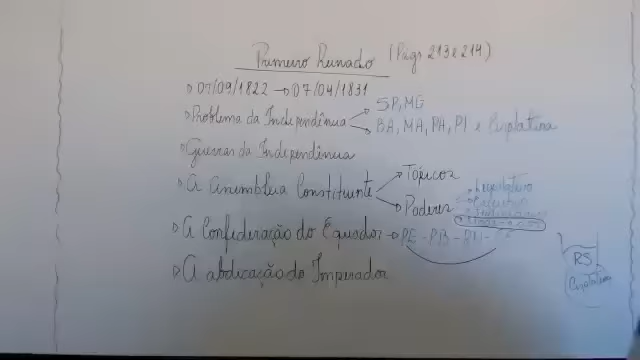 Primeiro Reinado (Págs 213 e 214)
07/09/1822 → 07/04/1831
Problema da Independência
SP, MG
BA, MA, PA, PI e Cisplatina
Guerras da Independência
A Assembleia Constituinte
Tópicos
Poderes
Legislativo
Executivo
A Confederação do Equador → PE - PB - RN - CE
A abdicação do Imperador
RS
Cisplatina